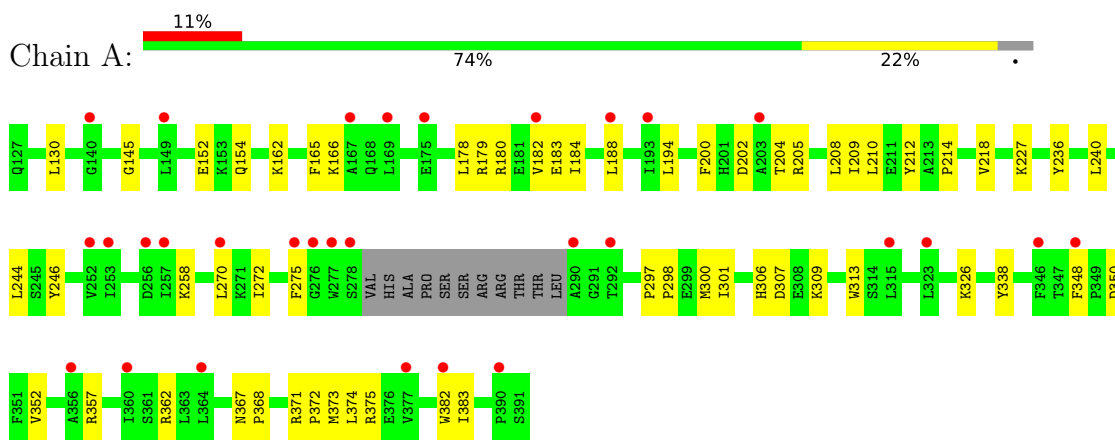 11%
Chain A:
74% 22% •
Q127 L130 G140 G145 L149 E152 K153 Q154 K162 F165 K166 A167 Q168 L169 E175 L178 R179 R180 E181 V182 E183 I184 L188 I193 L194 F200 H201 D202 A203 T204 R205 L208 I209 L210 E211 Y212 A213 P214 V218 K227 Y236 L240
L244 S245 Y246 V252 I253 D256 I257 K258 L270 K271 I272 F275 G276 W277 S278 VAL HIS ALA PRO SER SER ARG ARG THR THR LEU A290 G291 T292 P297 P298 E299 M300 I301 H306 D307 E308 K309 W313 S314 L315 L323 K326 Y338 F346 T347 F348 P349
F351 V352 A356 R357 I360 S361 R362 L363 L364 N367 P368 R371 P372 M373 L374 R375 E376 V377 W382 I383 P390 S391